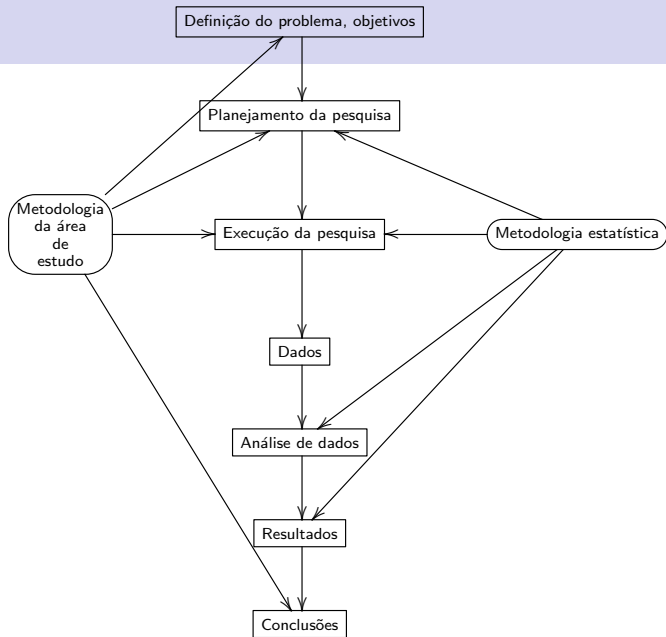 Definição do problema, objetivos
Planejamento da pesquisa
Metodologia
da área
de
estudo
Execução da pesquisa
Metodologia estatística
Dados
Análise de dados
Resultados
Conclusões